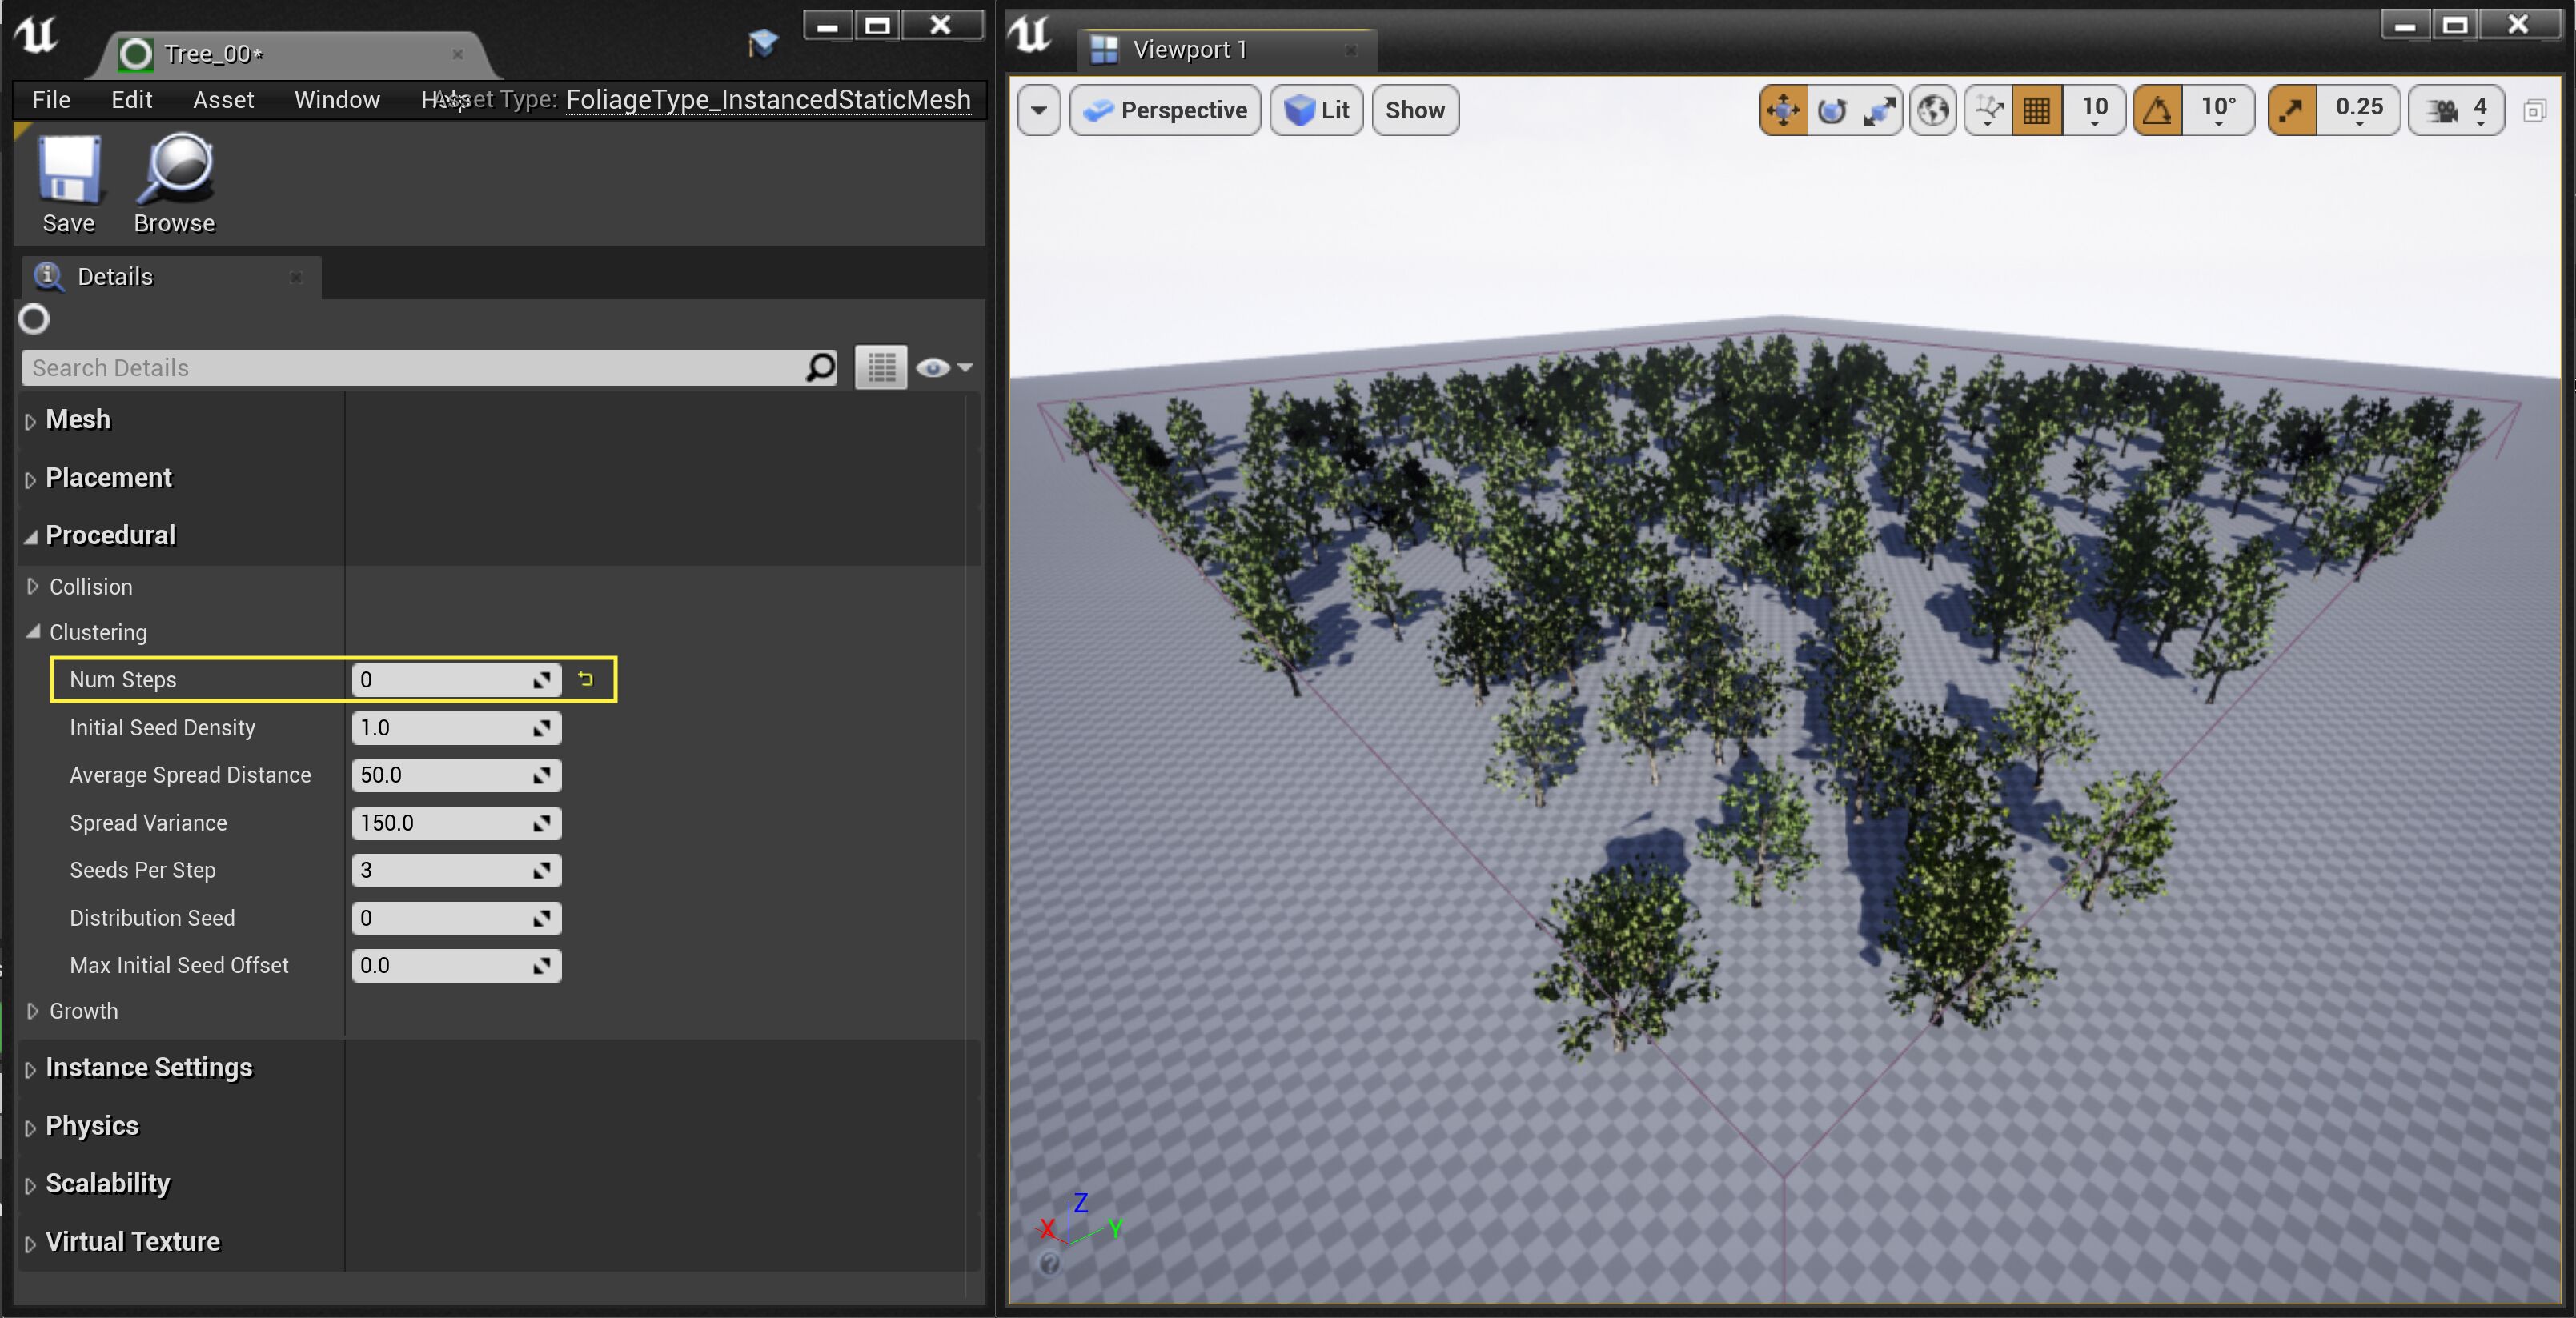 Tree_00*
File Edit Asset Window Help Asset Type: FoliageType_InstancedStaticMesh
Save Browse
Details
Search Details
Mesh
Placement
Procedural
Collision
Clustering
Num Steps 0
Initial Seed Density 1.0
Average Spread Distance 50.0
Spread Variance 150.0
Seeds Per Step 3
Distribution Seed 0
Max Initial Seed Offset 0.0
Growth
Instance Settings
Physics
Scalability
Virtual Texture
Viewport 1
Perspective Lit Show 10 10° 0.25 4
Z
X Y
?